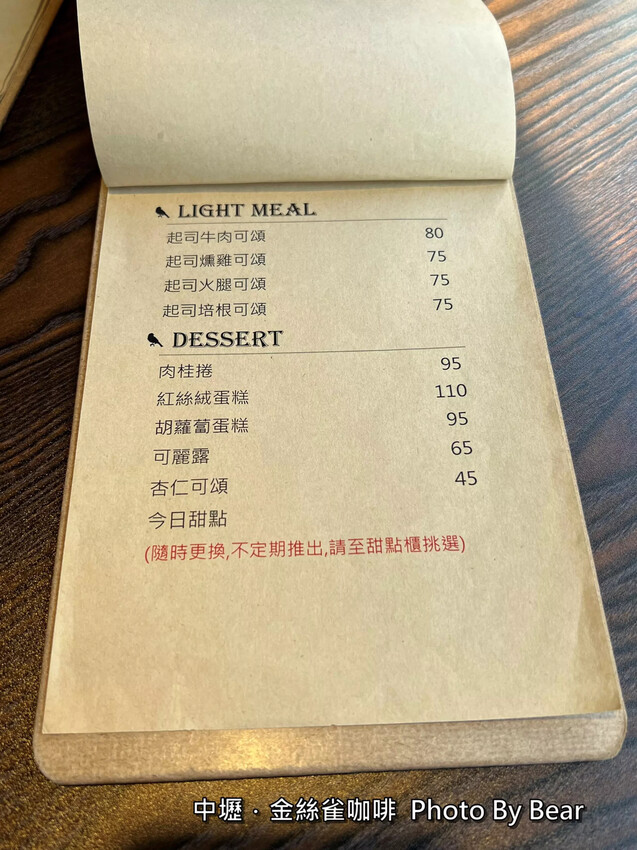 LIGHT MEAL
起司牛肉可頌 80
起司燻雞可頌 75
起司火腿可頌 75
起司培根可頌 75
DESSERT
肉桂捲 95
紅絲絨蛋糕 110
胡蘿蔔蛋糕 95
可麗露 65
杏仁可頌 45
今日甜點
(隨時更換,不定期推出,請至甜點櫃挑選)
中壢．金絲雀咖啡 Photo By Bear